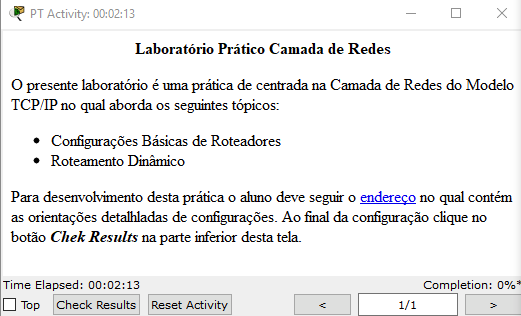 PT Activity: 00:02:13
Laboratório Prático Camada de Redes
O presente laboratório é uma prática de centrada na Camada de Redes do Modelo
TCP/IP no qual aborda os seguintes tópicos:
• Configurações Básicas de Roteadores
• Roteamento Dinâmico
Para desenvolvimento desta prática o aluno deve seguir o endereço no qual contém
as orientações detalhladas de configurações. Ao final da configuração clique no
botão Chek Results na parte inferior desta tela.
Time Elapsed: 00:02:13 Completion: 0%*
Top Check Results Reset Activity < 1/1 >